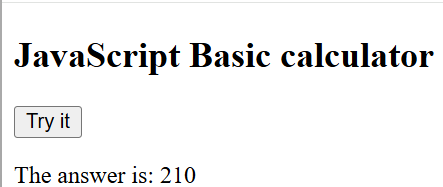 JavaScript Basic calculator
Try it
The answer is: 210